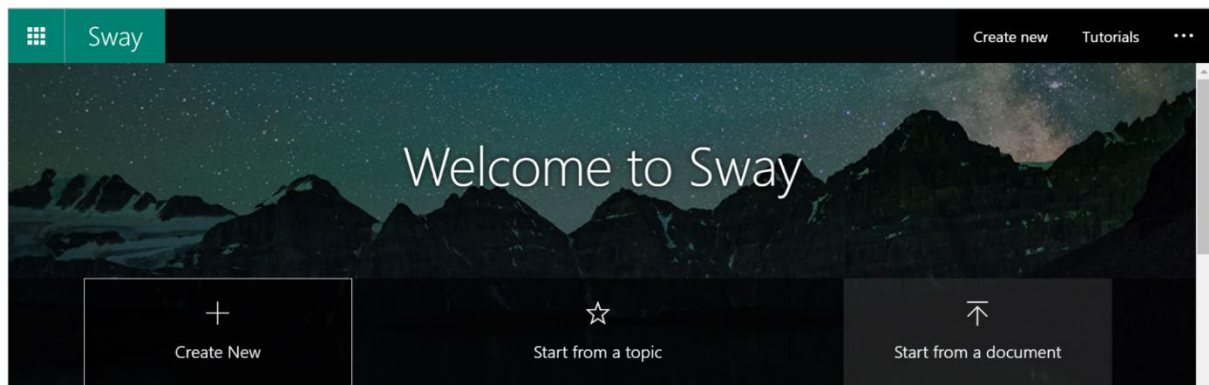 Sway
Create new
Tutorials
...
Welcome to Sway
Create New
Start from a topic
Start from a document